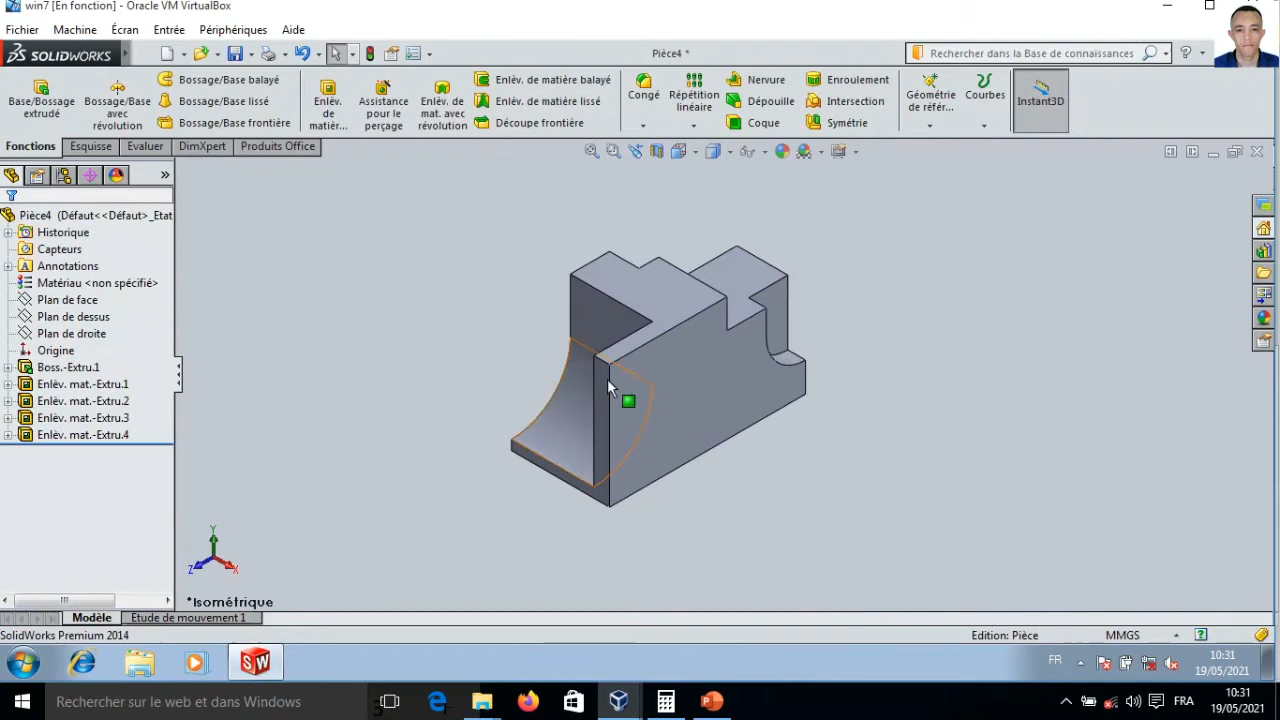 win7 [En fonction] - Oracle VM VirtualBox
Fichier Machine Écran Entrée Périphériques Aide
SOLIDWORKS
Pièce4 *
Rechercher dans la Base de connaissances
Base/Bossage extrudé
Bossage/Base avec révolution
Bossage/Base balayé
Bossage/Base lissé
Bossage/Base frontière
Enlèv. de matièr...
Assistance pour le perçage
Enlèv. de mat. avec révolution
Enlèv. de matière balayé
Enlèv. de matière lissé
Découpe frontière
Congé
Répétition linéaire
Nervure
Dépouille
Coque
Enroulement
Intersection
Symétrie
Géométrie de référ...
Courbes
Instant3D
Fonctions Esquisse Evaluer DimXpert Produits Office
Pièce4 (Défaut<<Défaut>_Etat
Historique
Capteurs
Annotations
Matériau <non spécifié>
Plan de face
Plan de dessus
Plan de droite
Origine
Boss.-Extru.1
Enlèv. mat.-Extru.1
Enlèv. mat.-Extru.2
Enlèv. mat.-Extru.3
Enlèv. mat.-Extru.4
Y
Z X
*Isométrique
Modèle Etude de mouvement 1
SolidWorks Premium 2014
Edition: Pièce MMGS
FR 10:31
19/05/2021
Rechercher sur le web et dans Windows
FRA 10:31
19/05/2021